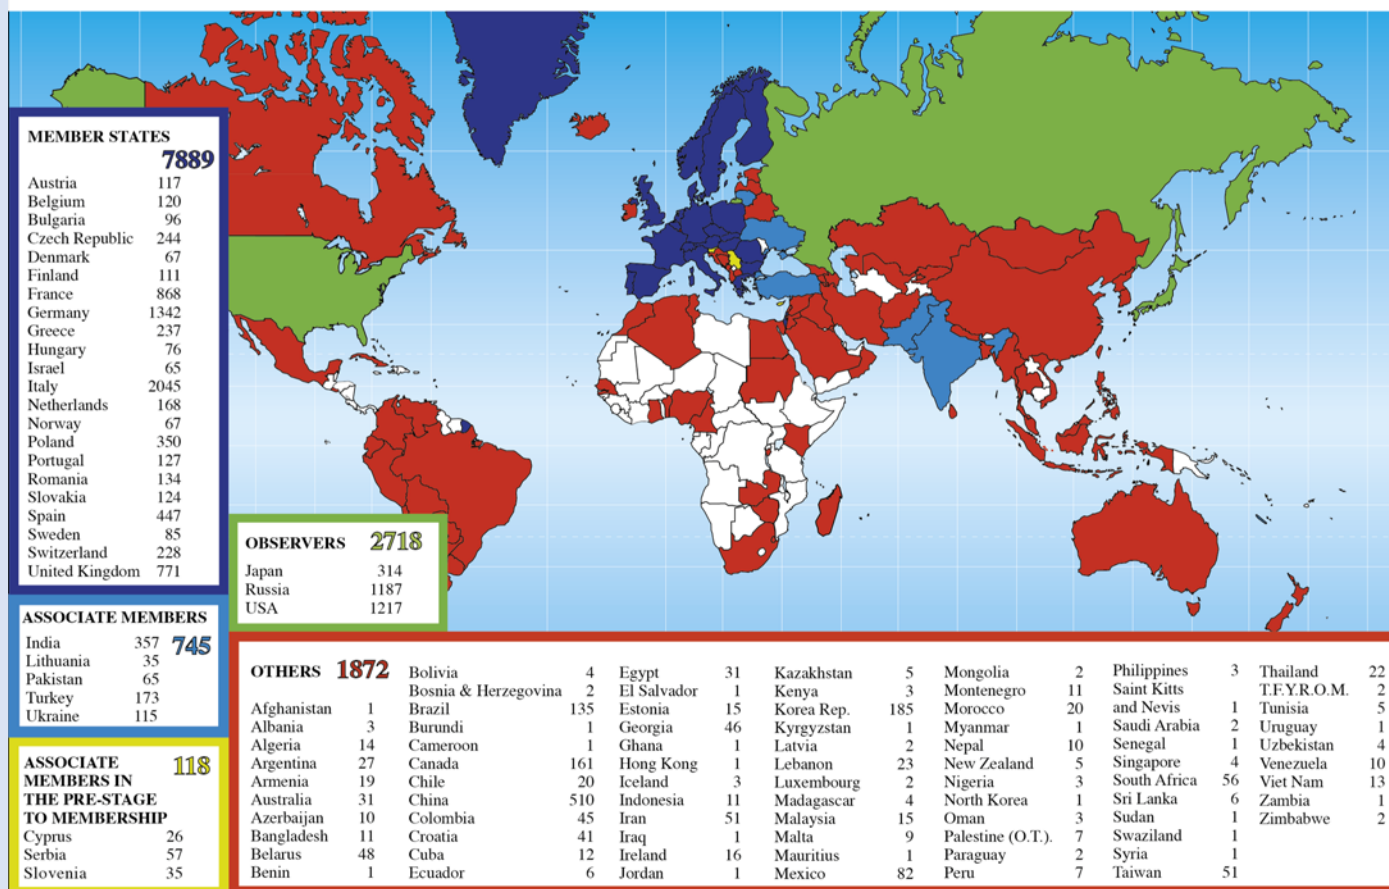 MEMBER STATES
7889
Austria 117
Belgium 120
Bulgaria 96
Czech Republic 244
Denmark 67
Finland 111
France 868
Germany 1342
Greece 237
Hungary 76
Israel 65
Italy 2045
Netherlands 168
Norway 67
Poland 350
Portugal 127
Romania 134
Slovakia 124
Spain 447
Sweden 85
Switzerland 228
United Kingdom 771
OBSERVERS 2718
Japan 314
Russia 1187
USA 1217
ASSOCIATE MEMBERS
745
India 357
Lithuania 35
Pakistan 65
Turkey 173
Ukraine 115
ASSOCIATE 118
MEMBERS IN
THE PRE-STAGE
TO MEMBERSHIP
Cyprus 26
Serbia 57
Slovenia 35
OTHERS 1872
Afghanistan 1
Albania 3
Algeria 14
Argentina 27
Armenia 19
Australia 31
Azerbaijan 10
Bangladesh 11
Belarus 48
Benin 1
Bolivia 4
Bosnia & Herzegovina 2
Brazil 135
Burundi 1
Cameroon 1
Canada 161
Chile 20
China 510
Colombia 45
Croatia 41
Cuba 12
Ecuador 6
Egypt 31
El Salvador 1
Estonia 15
Georgia 46
Ghana 1
Hong Kong 1
Iceland 3
Indonesia 11
Iran 51
Iraq 1
Ireland 16
Jordan 1
Kazakhstan 5
Kenya 3
Korea Rep. 185
Kyrgyzstan 1
Latvia 2
Lebanon 23
Luxembourg 2
Madagascar 4
Malaysia 15
Malta 9
Mauritius 1
Mexico 82
Mongolia 2
Montenegro 11
Morocco 20
Myanmar 1
Nepal 10
New Zealand 5
Nigeria 3
North Korea 1
Oman 3
Palestine (O.T.). 7
Paraguay 2
Peru 7
Philippines 3
Saint Kitts
and Nevis 1
Saudi Arabia 2
Senegal 1
Singapore 4
South Africa 56
Sri Lanka 6
Sudan 1
Swaziland 1
Syria 1
Taiwan 51
Thailand 22
T.F.Y.R.O.M. 2
Tunisia 5
Uruguay 1
Uzbekistan 4
Venezuela 10
Viet Nam 13
Zambia 1
Zimbabwe 2